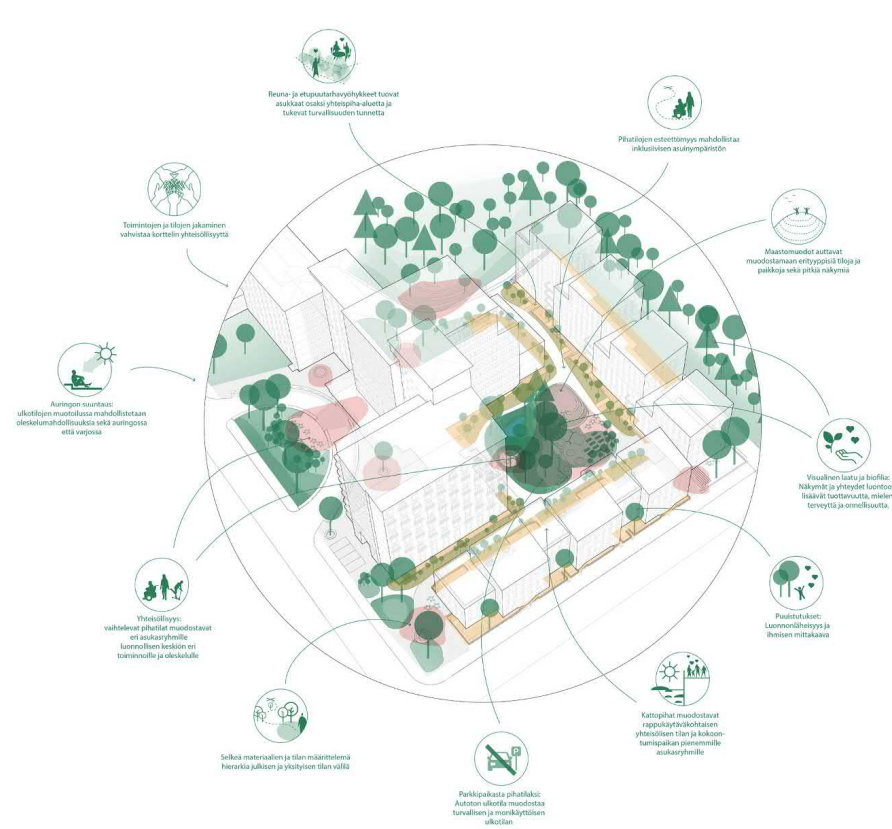 Reuna- ja etupuutarhavyöhykkeet tuovat
asukkaat osaksi yhteispiha-aluetta ja
tukevat turvallisuuden tunnetta
Pihatilojen esteettömyys mahdollistaa
inklusiivisen asuinympäristön
Toimintojen ja tilojen jakaminen
vahvistaa korttelin yhteisöllisyyttä
Maastomuodot auttavat
muodostamaan erityyppisiä tiloja ja
paikkoja sekä pitkiä näkymiä
Auringon suuntaus:
ulkotilojen muotoilussa mahdollistetaan
oleskelumahdollisuuksia sekä auringossa
että varjossa
Visuaalinen laatu ja biofilia:
Näkymät ja yhteydet luontoo
lisäävät tuottavuutta, mielen
terveyttä ja onnellisuutta.
Yhteisöllisyys:
vaihtelevat pihatilat muodostavat
eri asukasryhmille
luonnollisen keskiön eri
toiminnoille ja oleskelulle
Puuistutukset:
Luonnonläheisyys ja
ihmisen mittakaava
Kattopihat muodostavat
rappukäytäväkohtaisen
yhteisöllisen tilan ja kokoon-
tumispaikan pienemmille
asukasryhmille
Selkeä materiaalien ja tilan määrittelemä
hierarkia julkisen ja yksityisen tilan välillä
P
Parkkipaikasta pihatilaksi:
Autoton ulkotila muodostaa
turvallisen ja monikäyttöisen
ulkotilan